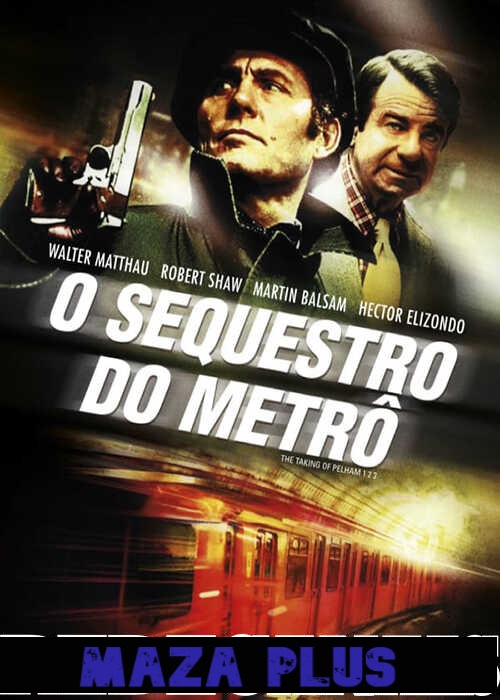 WALTER MATTHAU ROBERT SHAW MARTIN BALSAM HECTOR ELIZONDO
O SEQUESTRO
DO METRÔ
THE TAKING OF PELHAM 1 2 3
MAZA PLUS